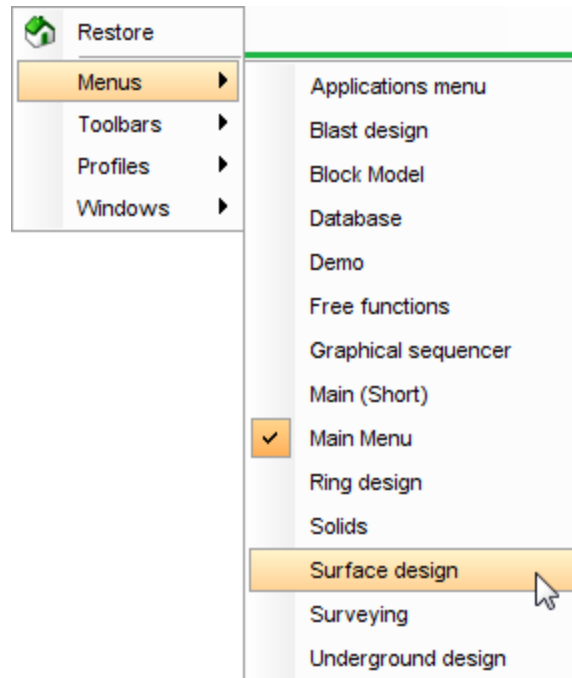 Restore
Menus
Toolbars
Profiles
Windows
Applications menu
Blast design
Block Model
Database
Demo
Free functions
Graphical sequencer
Main (Short)
Main Menu
Ring design
Solids
Surface design
Surveying
Underground design